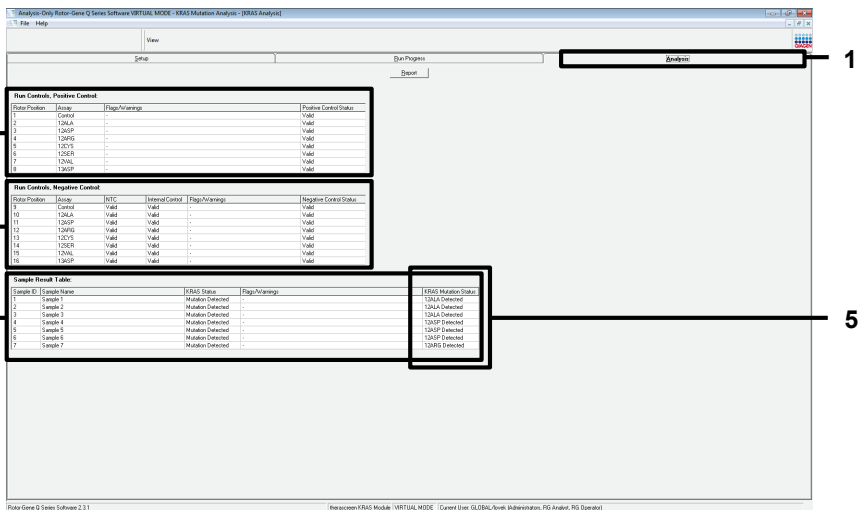 Analysis-Only Rotor-Gene Q Series Software VIRTUAL MODE - KRAS Mutation Analysis - [KRAS Analysis]
File Help
View
QIAGEN
Setup Run Progress Analysis
1
Report
Run Controls, Positive Control:
Rotor Position Assay Flags/Warnings Positive Control Status
1 Control - Valid
2 12ALA - Valid
3 12ASP - Valid
4 12ARG - Valid
5 12CYS - Valid
6 12SER - Valid
7 12VAL - Valid
8 13ASP - Valid
Run Controls, Negative Control:
Rotor Position Assay NTC Internal Control Flags/Warnings Negative Control Status
9 Control Valid Valid - Valid
10 12ALA Valid Valid - Valid
11 12ASP Valid Valid - Valid
12 12ARG Valid Valid - Valid
13 12CYS Valid Valid - Valid
14 12SER Valid Valid - Valid
15 12VAL Valid Valid - Valid
16 13ASP Valid Valid - Valid
Sample Result Table:
Sample ID Sample Name KRAS Status Flags/Warnings KRAS Mutation Status
1 Sample 1 Mutation Detected - 12ALA Detected
2 Sample 2 Mutation Detected - 12ALA Detected
3 Sample 3 Mutation Detected - 12ALA Detected
4 Sample 4 Mutation Detected - 12ASP Detected
5 Sample 5 Mutation Detected - 12ASP Detected
6 Sample 6 Mutation Detected - 12ASP Detected
7 Sample 7 Mutation Detected - 12ARG Detected
5
Rotor-Gene Q Series Software 2.3.1 therascreen KRAS Module VIRTUAL MODE Current User: GLOBAL/lovek (Administrators, RG Analyst, RG Operator)